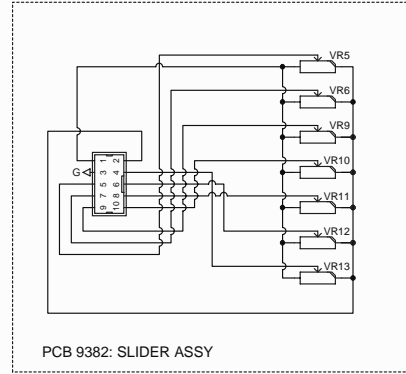 VR5
VR6
VR9
VR10
VR11
VR12
VR13
G
1 2
3 4
5 6
7 8
9 10
PCB 9382: SLIDER ASSY